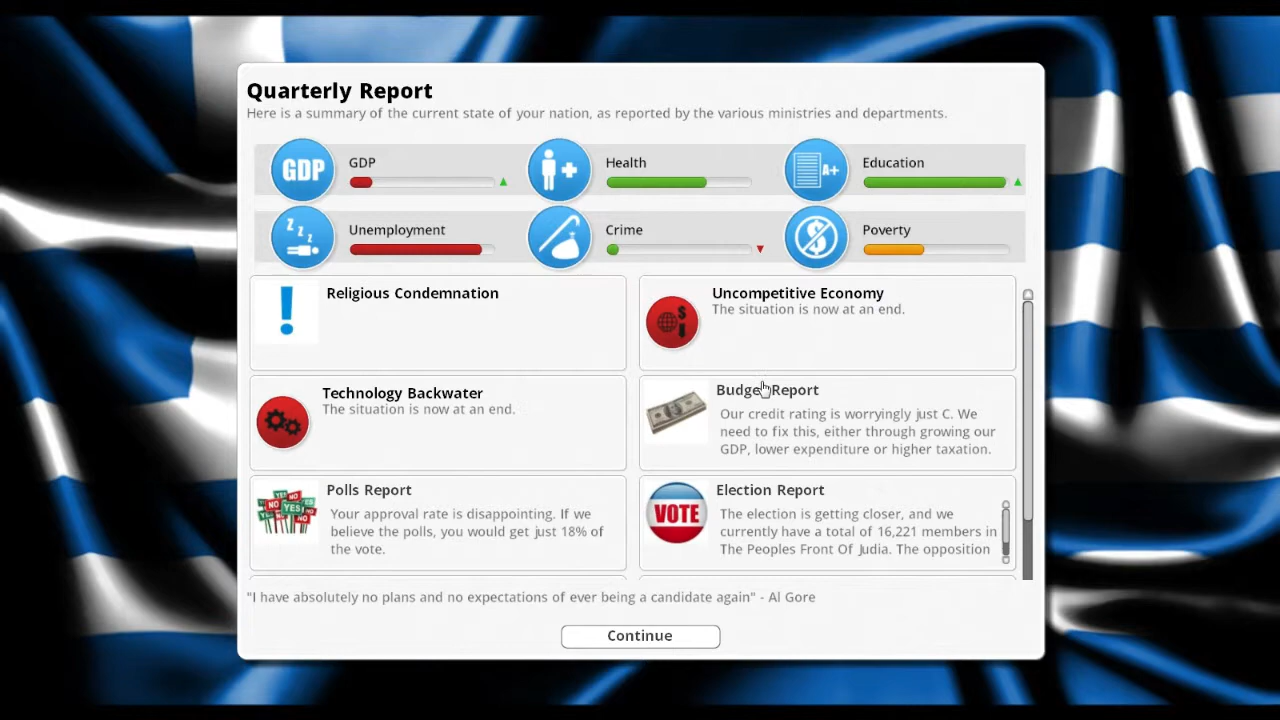 Quarterly Report
Here is a summary of the current state of your nation, as reported by the various ministries and departments.
GDP
GDP
Health
A+
Education
Z Z Z
Unemployment
Crime
$
Poverty
Religious Condemnation
Uncompetitive Economy
The situation is now at an end.
Technology Backwater
The situation is now at an end.
Budget Report
Our credit rating is worryingly just C. We
need to fix this, either through growing our
GDP, lower expenditure or higher taxation.
NO YES NO YES NO
Polls Report
Your approval rate is disappointing. If we
believe the polls, you would get just 18% of
the vote.
VOTE
Election Report
The election is getting closer, and we
currently have a total of 16,221 members in
The Peoples Front Of Judia. The opposition
"I have absolutely no plans and no expectations of ever being a candidate again" - Al Gore
Continue